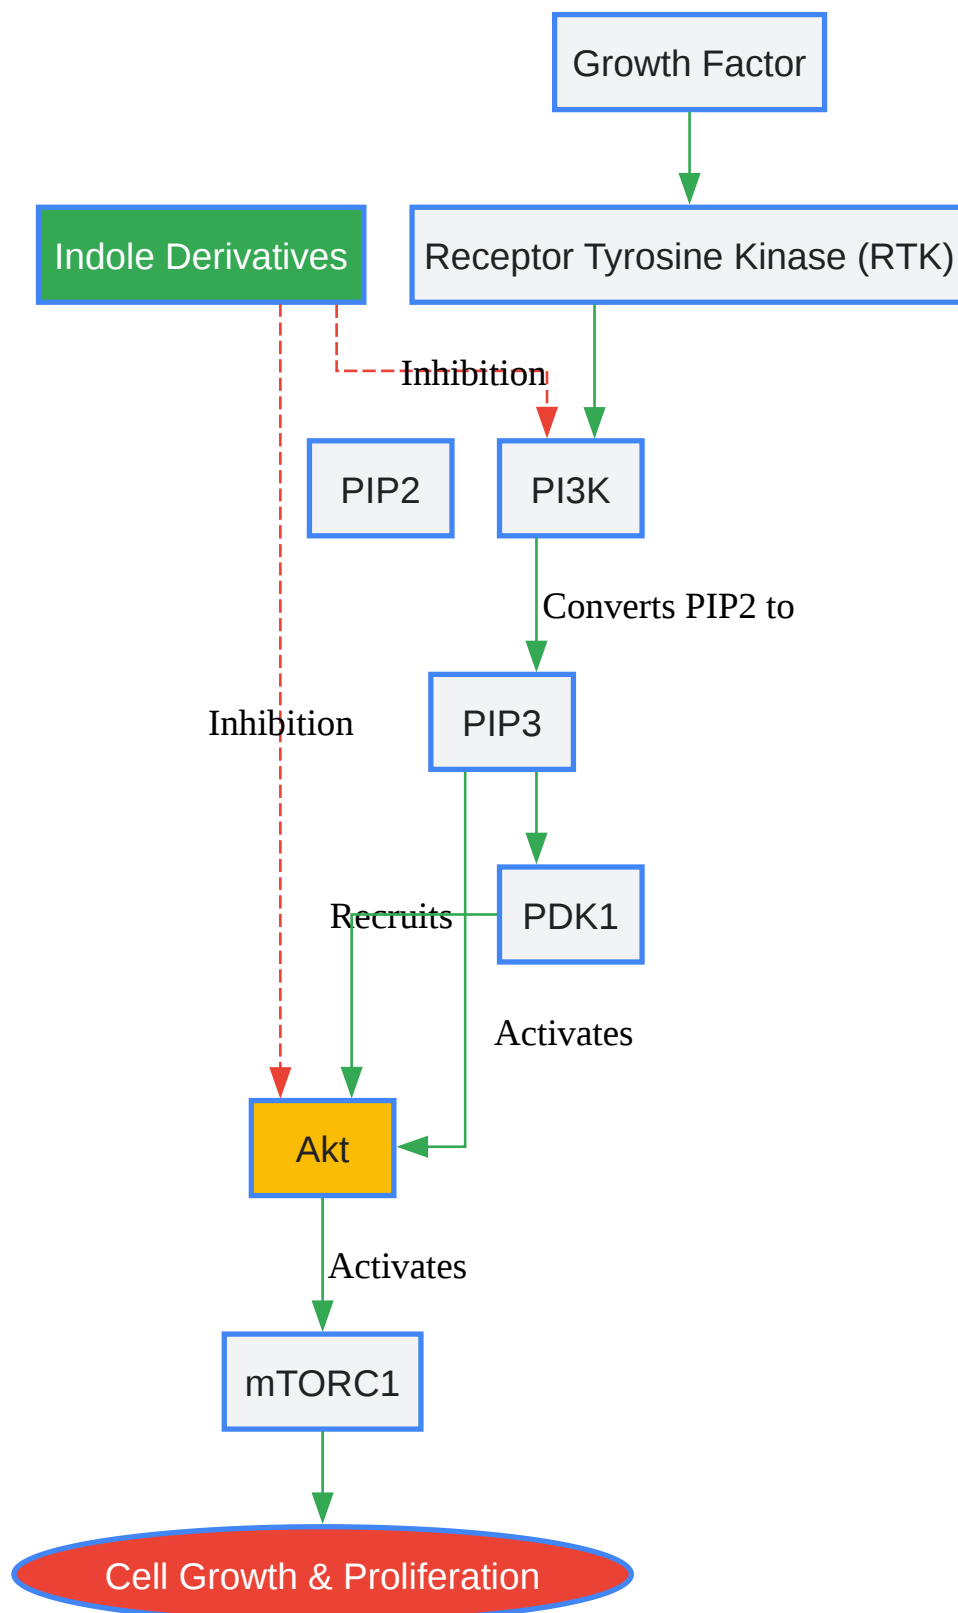 Growth Factor
Indole Derivatives
Receptor Tyrosine Kinase (RTK)
Inhibition
PIP2
PI3K
Converts PIP2 to
PIP3
Inhibition
Recruits
PDK1
Activates
Akt
Activates
mTORC1
Cell Growth & Proliferation